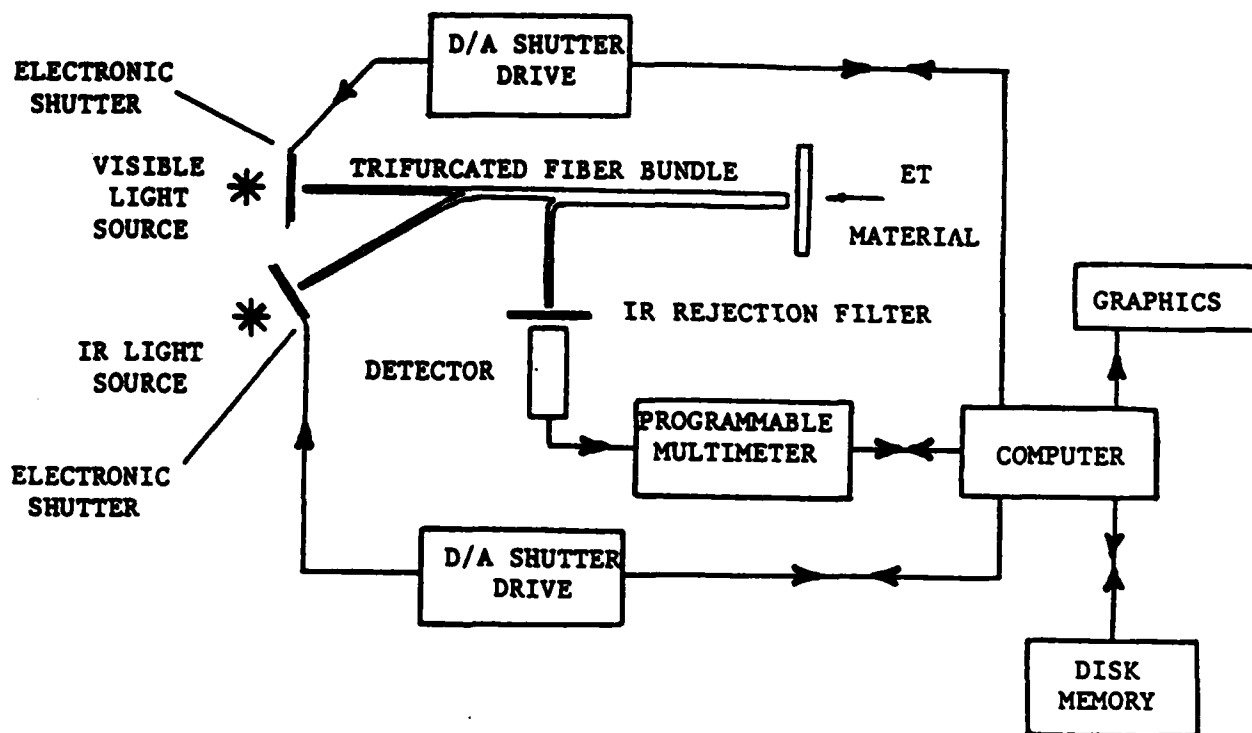 D/A SHUTTER
DRIVE
ELECTRONIC
SHUTTER
VISIBLE
LIGHT
SOURCE
TRIFURCATED FIBER BUNDLE
ET
MATERIAL
GRAPHICS
IR REJECTION FILTER
IR LIGHT
SOURCE
DETECTOR
PROGRAMMABLE
MULTIMETER
COMPUTER
ELECTRONIC
SHUTTER
D/A SHUTTER
DRIVE
DISK
MEMORY